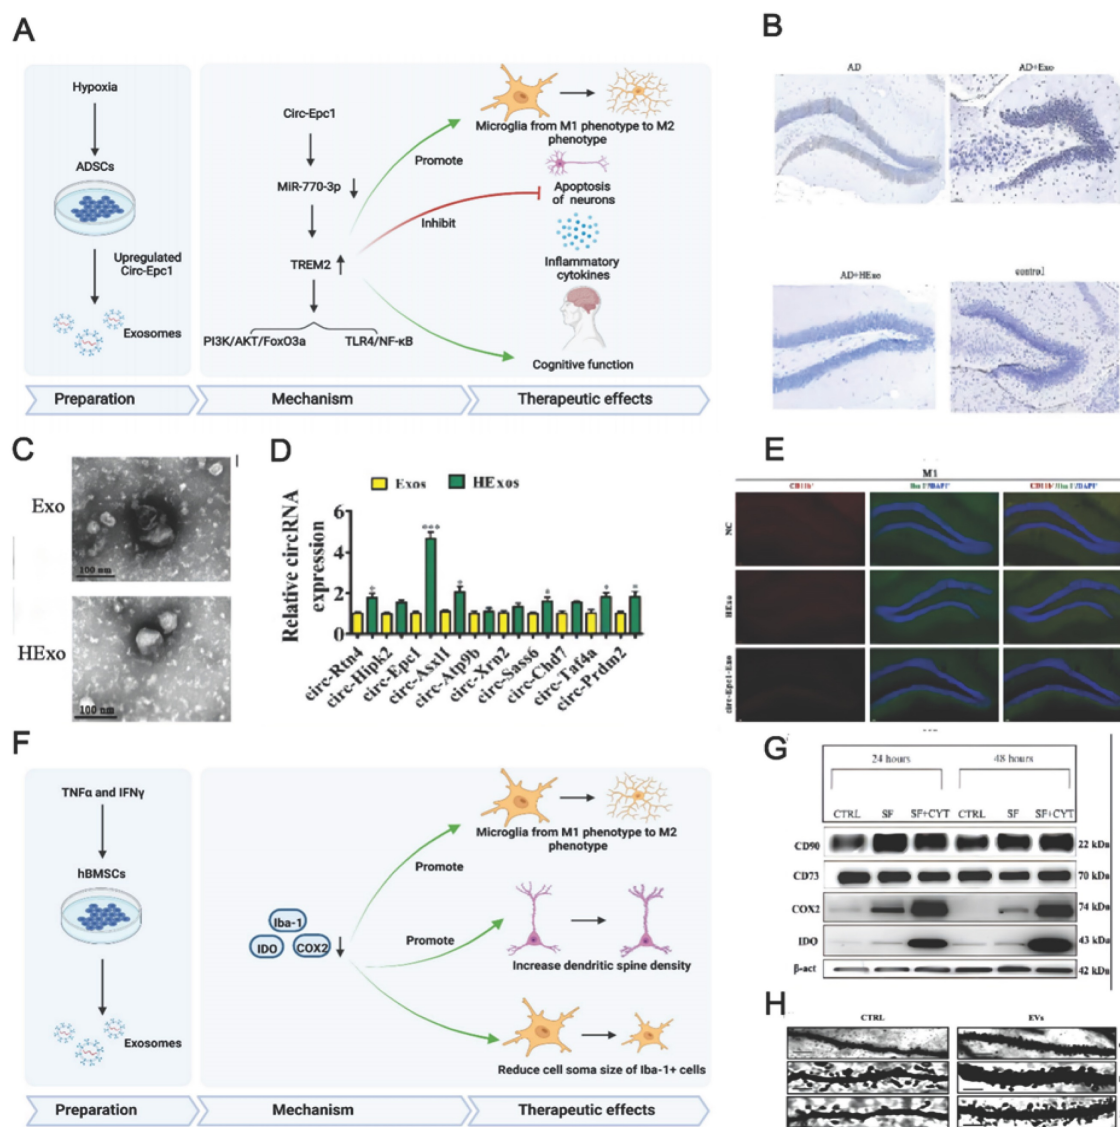 A
Hypoxia
ADSCs
Upregulated
Circ-Epc1
Exosomes
Circ-Epc1
MiR-770-3p
TREM2
PI3K/AKT/FoxO3a
TLR4/NF-κB
Promote
Inhibit
Microglia from M1 phenotype to M2
phenotype
Apoptosis
of neurons
Inflammatory
cytokines
Cognitive function
Preparation
Mechanism
Therapeutic effects
B
AD
AD+Exo
AD+HExo
control
C
Exo
100 nm
HExo
100 nm
D
Exos
HExos
Relative circRNA
expression
6
4
2
0
*
***
*
*
*
*
circ-Rtn4
circ-Hipk2
circ-Epc1
circ-Asxl1
circ-Atp9b
circ-Xrn2
circ-Sass6
circ-Chd7
circ-Taf4a
circ-Prdm2
E
M1
NC
HExo
circ-Epc1-Exo
F
TNFα and IFNγ
hBMSCs
Exosomes
Iba-1
IDO
COX2
Promote
Promote
Microglia from M1 phenotype to M2
phenotype
Increase dendritic spine density
Reduce cell soma size of Iba-1+ cells
Preparation
Mechanism
Therapeutic effects
G
24 hours
48 hours
CTRL SF SF+CYT CTRL SF SF+CYT
CD90 22 kDa
CD73 70 kDa
COX2 74 kDa
IDO 43 kDa
β-act 42 kDa
H
CTRL
EVs